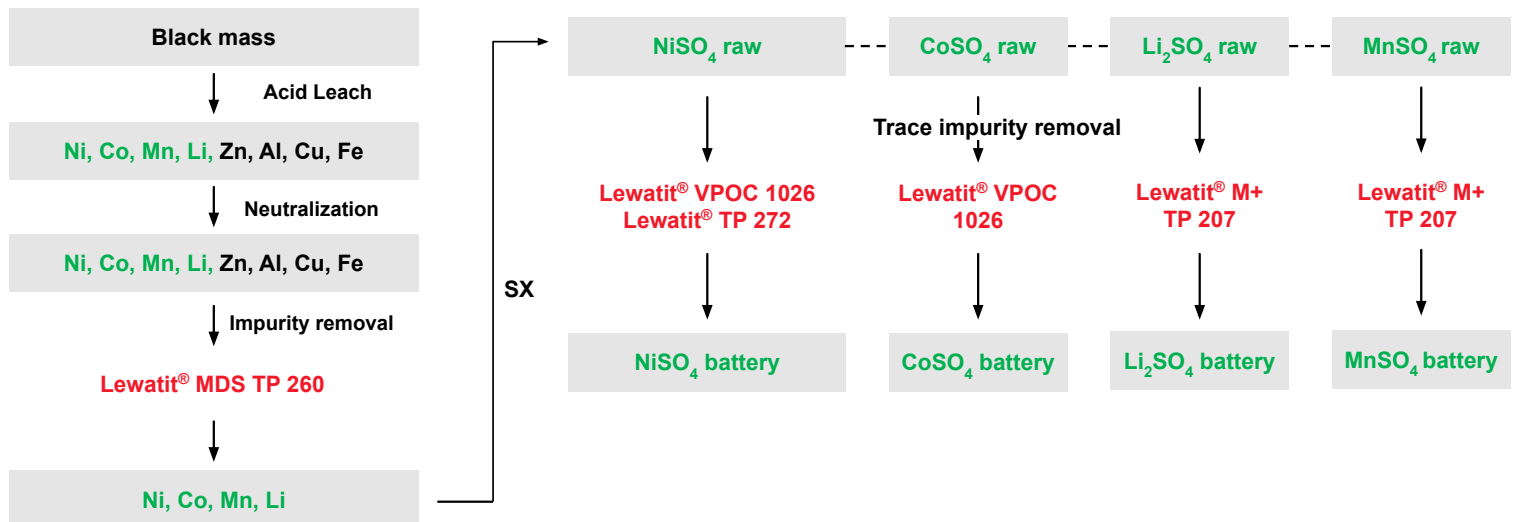 Black mass
Acid Leach
Ni, Co, Mn, Li, Zn, Al, Cu, Fe
Neutralization
Ni, Co, Mn, Li, Zn, Al, Cu, Fe
Impurity removal
Lewatit® MDS TP 260
Ni, Co, Mn, Li
SX
NiSO₄ raw
CoSO₄ raw
Li₂SO₄ raw
MnSO₄ raw
Trace impurity removal
Lewatit® VPOC 1026
Lewatit® TP 272
Lewatit® VPOC
1026
Lewatit® M+
TP 207
Lewatit® M+
TP 207
NiSO₄ battery
CoSO₄ battery
Li₂SO₄ battery
MnSO₄ battery